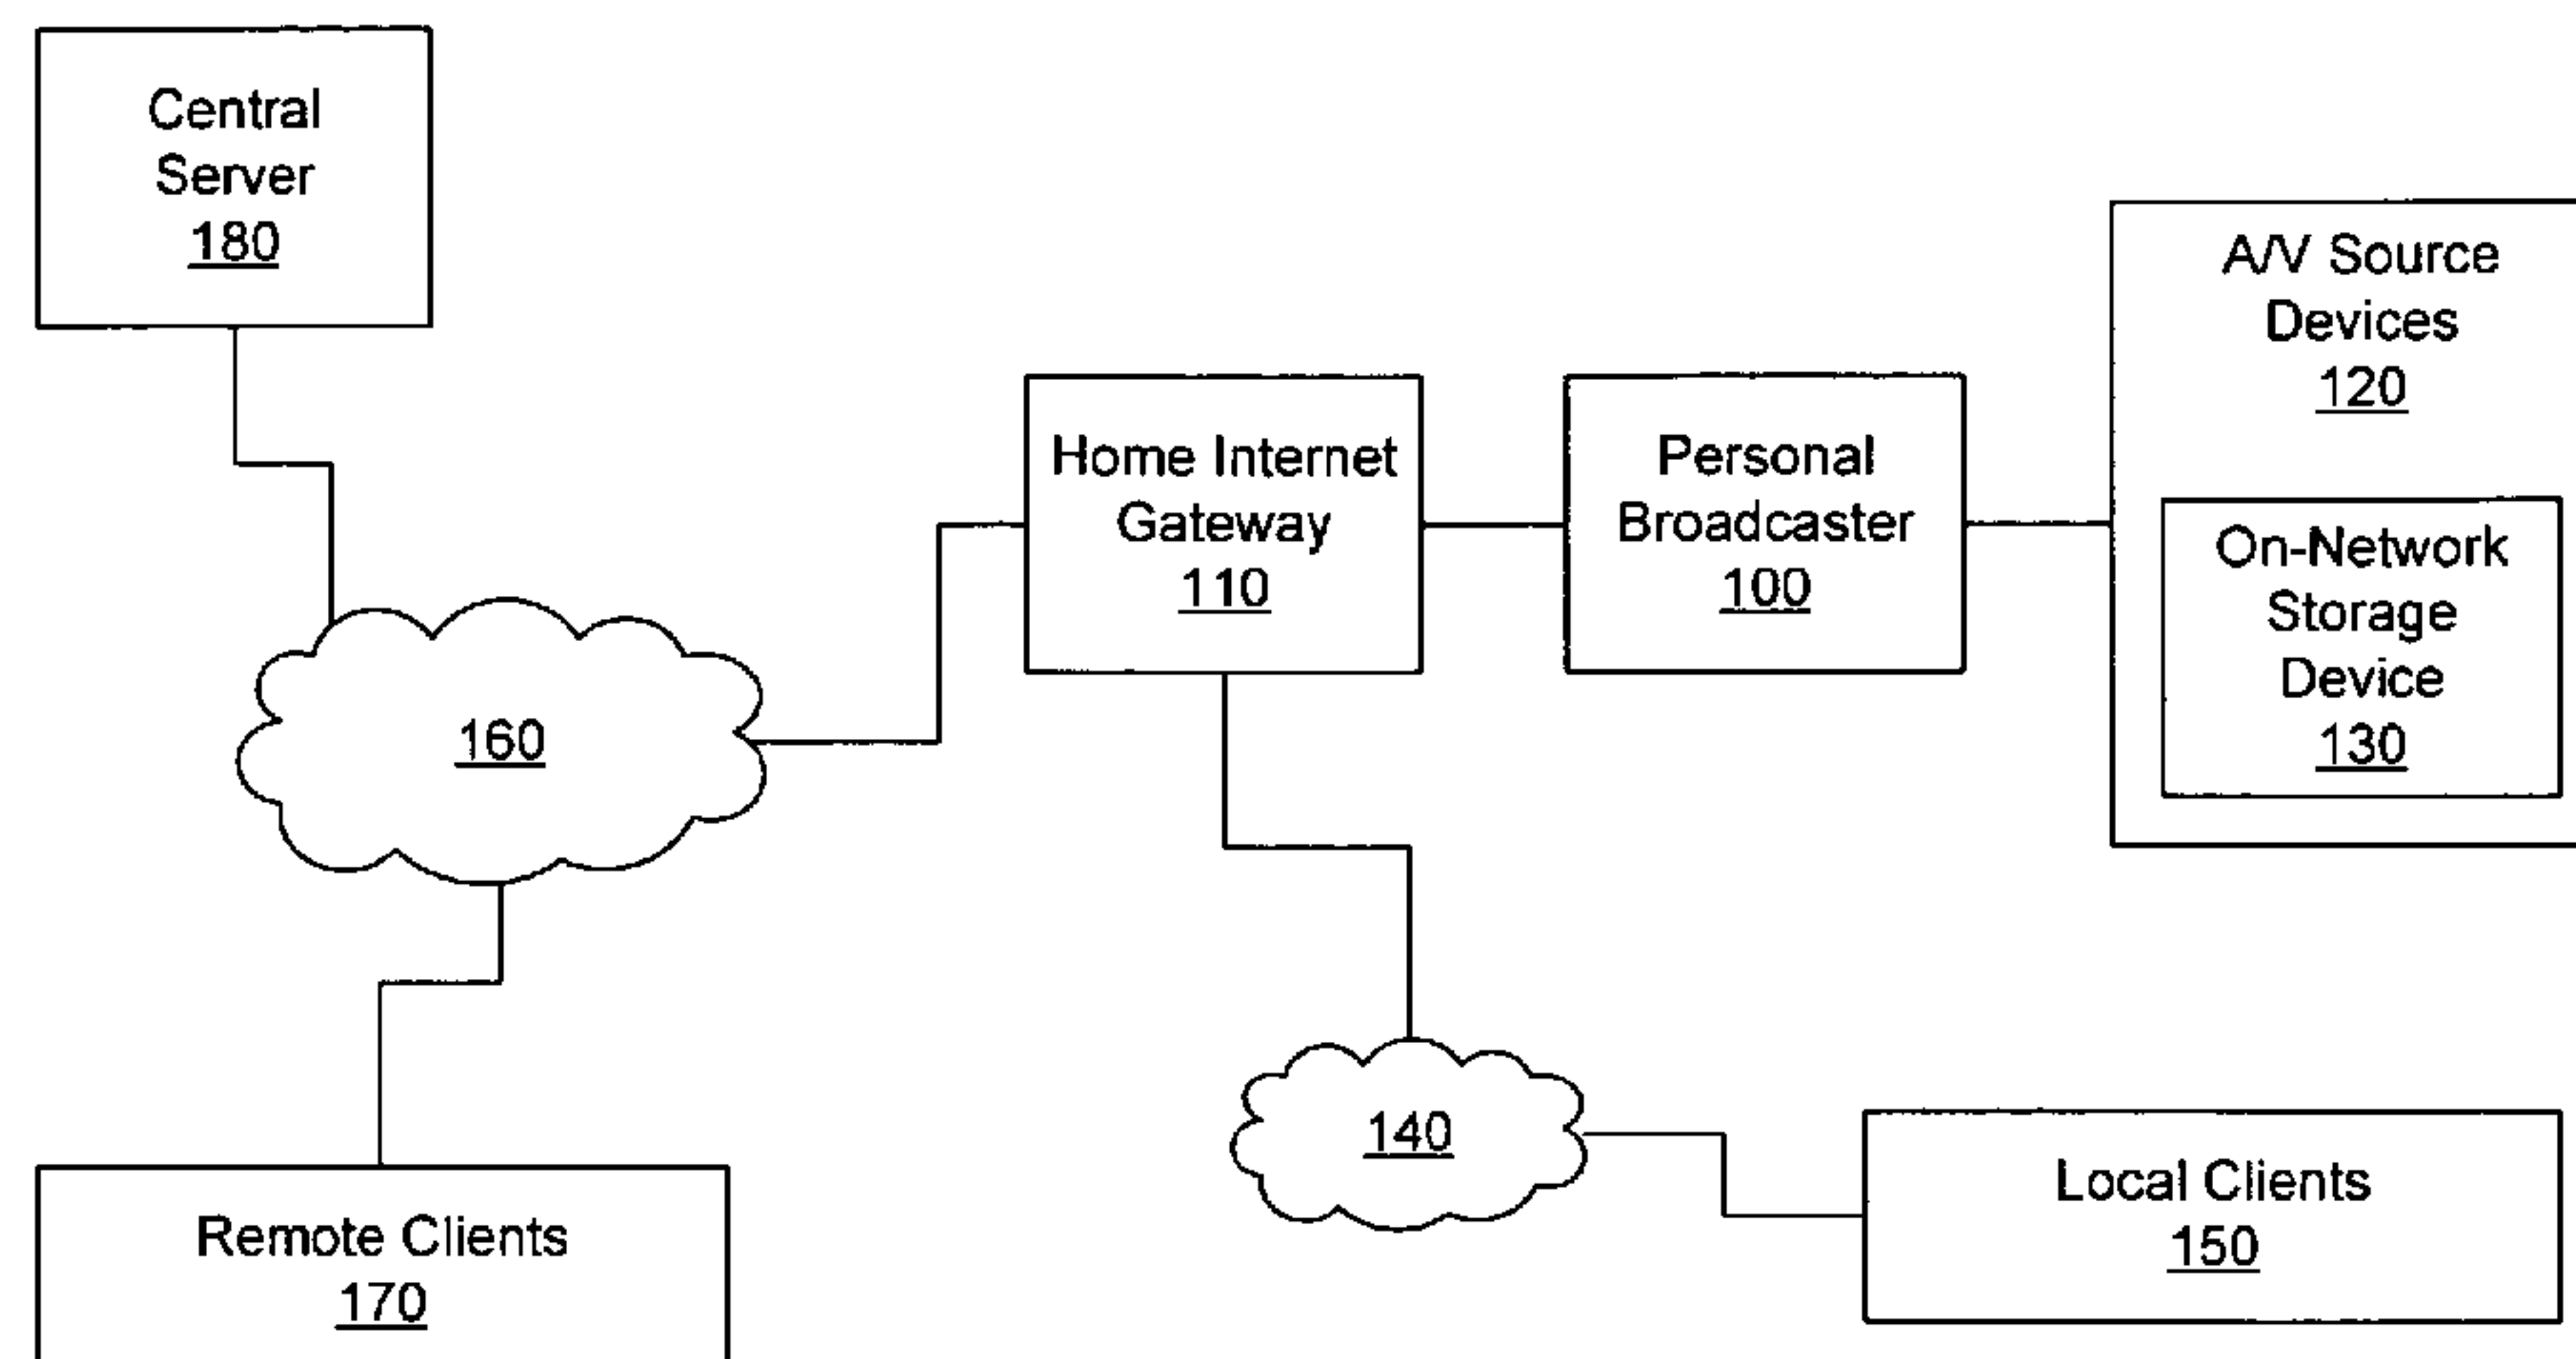 Central
Server
180
A/V Source
Devices
120
Home Internet
Gateway
110
Personal
Broadcaster
100
On-Network
Storage
Device
130
160
140
Local Clients
150
Remote Clients
170